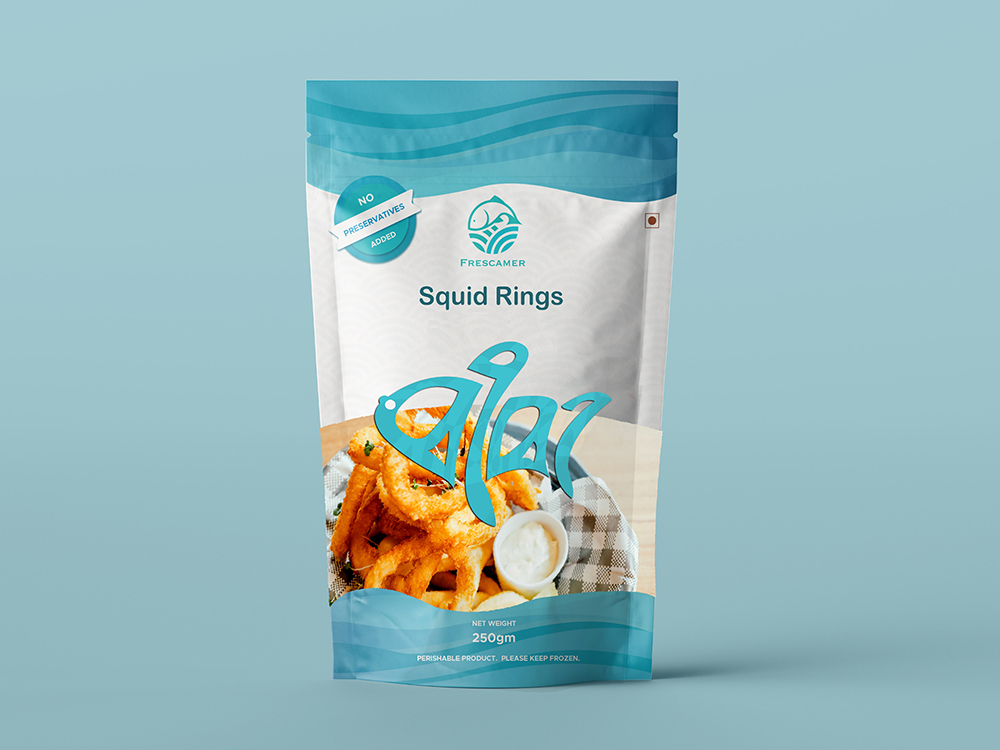 NO
PRESERVATIVES
ADDED
FRESCAMER
Squid Rings
NET WEIGHT
250gm
PERISHABLE PRODUCT. PLEASE KEEP FROZEN.